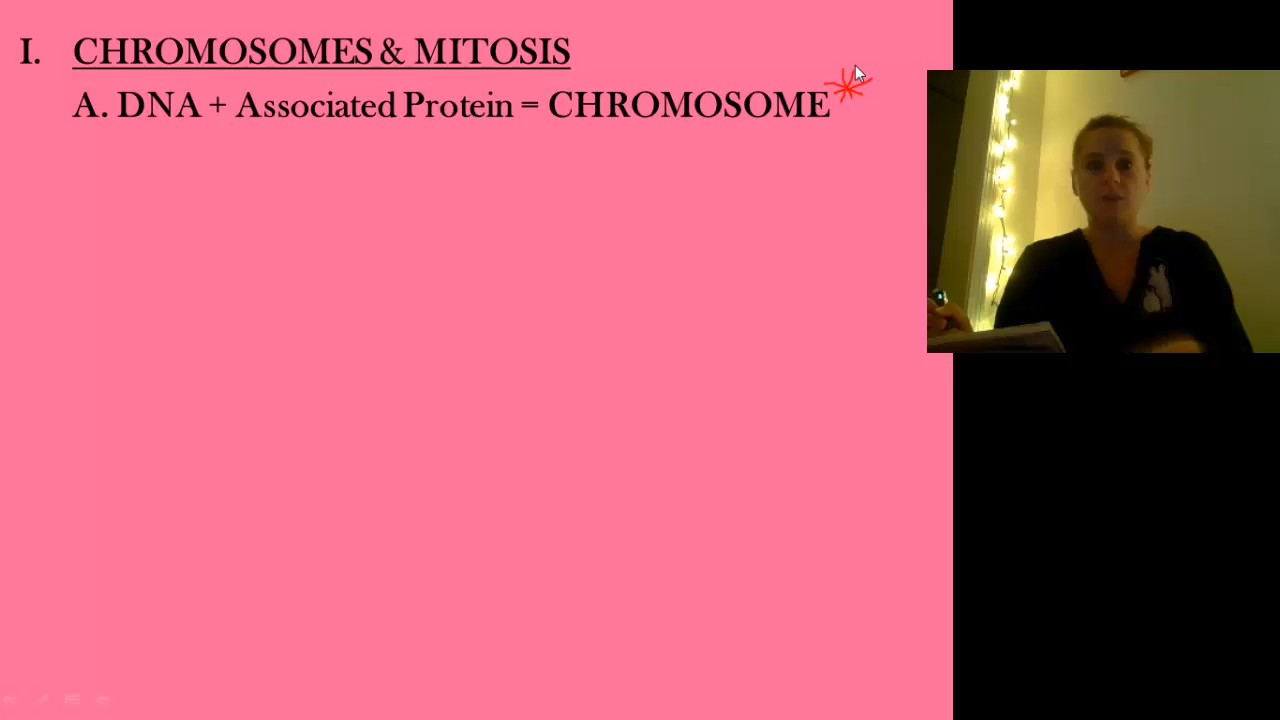 I. CHROMOSOMES & MITOSIS
A. DNA + Associated Protein = CHROMOSOME